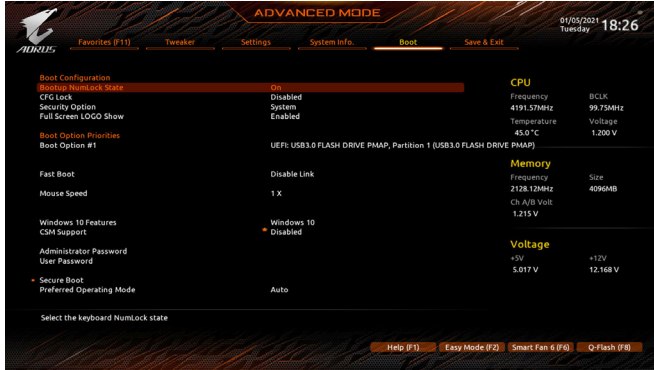 ADVANCED MODE
01/05/2021 Tuesday 18:26
AORUS
Favorites (F11) Tweaker Settings System Info. Boot Save & Exit
Boot Configuration
Bootup NumLock State On
CFG Lock Disabled
Security Option System
Full Screen LOGO Show Enabled
Boot Option Priorities
Boot Option #1 UEFI: USB3.0 FLASH DRIVE PMAP, Partition 1 (USB3.0 FLASH DRIVE PMAP)
Fast Boot Disable Link
Mouse Speed 1 X
Windows 10 Features Windows 10
CSM Support * Disabled
Administrator Password
User Password
Secure Boot
Preferred Operating Mode Auto
Select the keyboard NumLock state
CPU
Frequency BCLK
4191.57MHz 99.75MHz
Temperature Voltage
45.0 °C 1.200 V
Memory
Frequency Size
2128.12MHz 4096MB
Ch A/B Volt
1.215 V
Voltage
+5V +12V
5.017 V 12.168 V
Help (F1) Easy Mode (F2) Smart Fan 6 (F6) Q-Flash (F8)